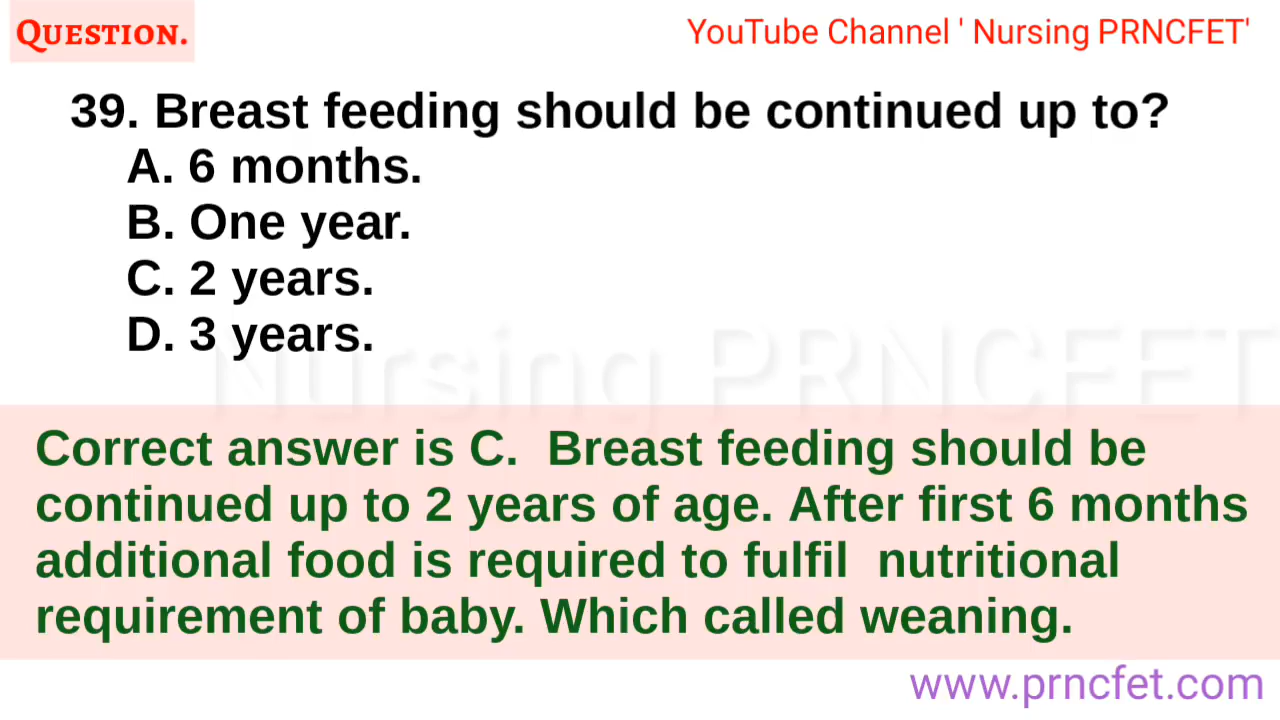 QUESTION.
YouTube Channel ' Nursing PRNCFET'
39. Breast feeding should be continued up to?
A. 6 months.
B. One year.
C. 2 years.
D. 3 years.
Nursing PRNCFET
Correct answer is C. Breast feeding should be
continued up to 2 years of age. After first 6 months
additional food is required to fulfil nutritional
requirement of baby. Which called weaning.
www.prncfet.com